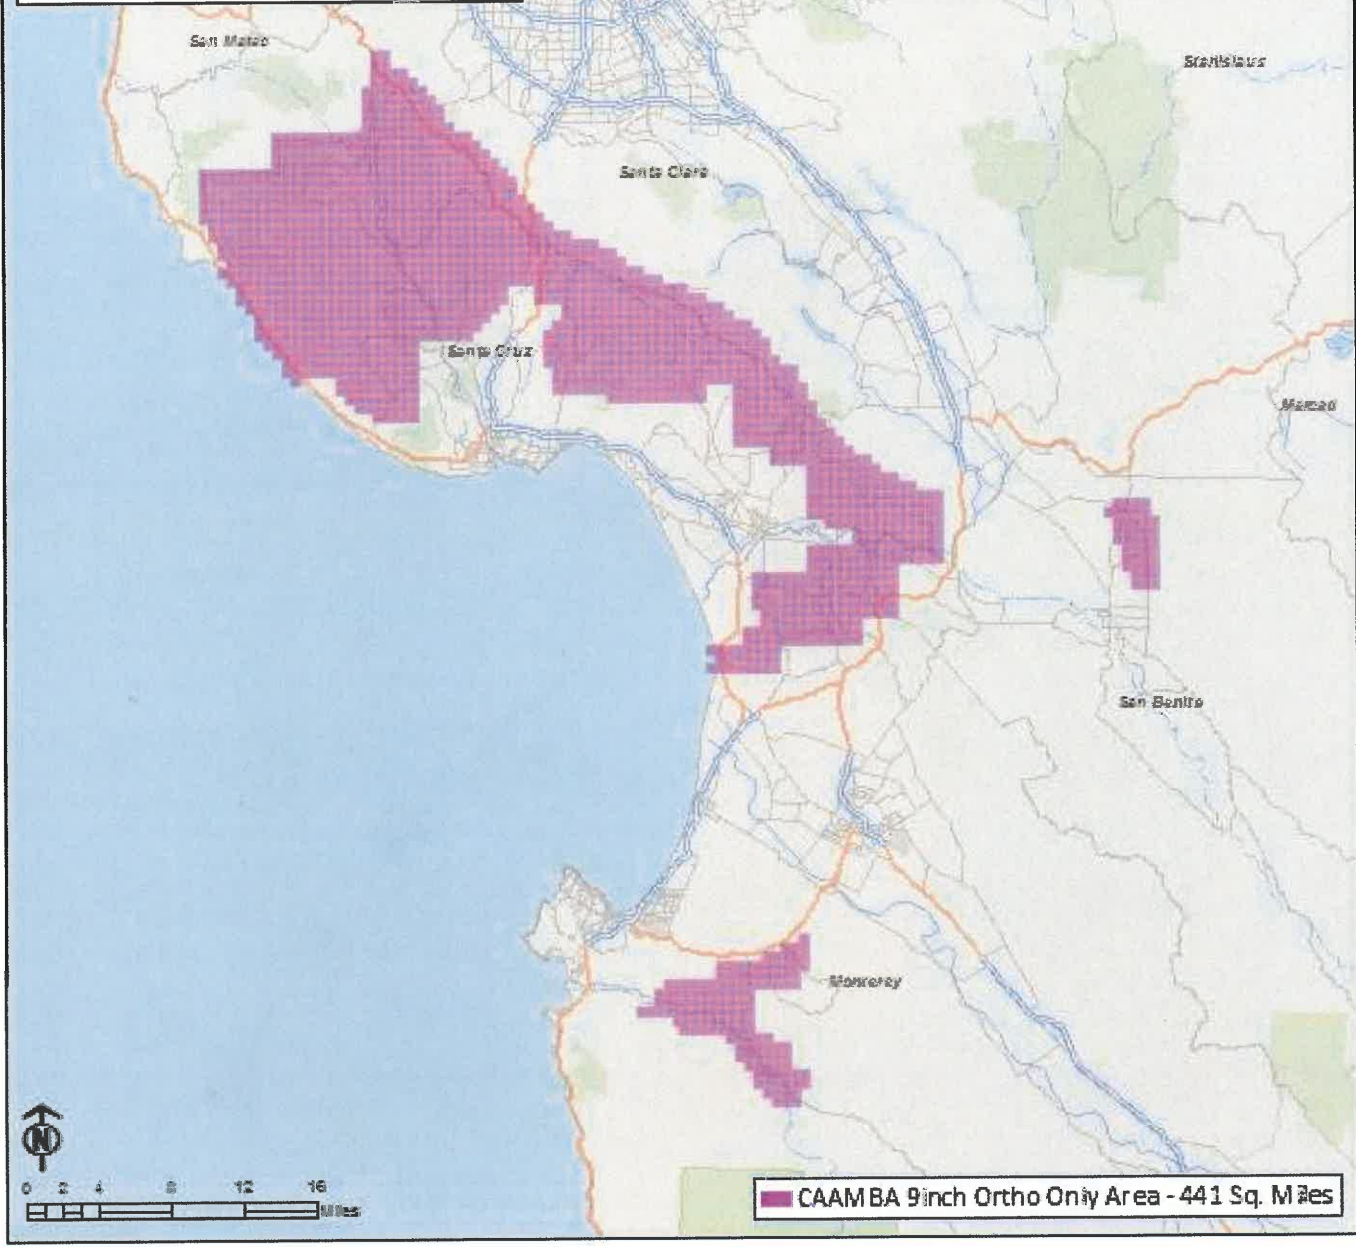 San Mateo
Stanislaus
Santa Clara
Santa Cruz
Merced
San Benito
Monterey
N
0 2 4 8 12 16
Miles
CAAMBA 9inch Ortho Only Area - 441 Sq. Miles